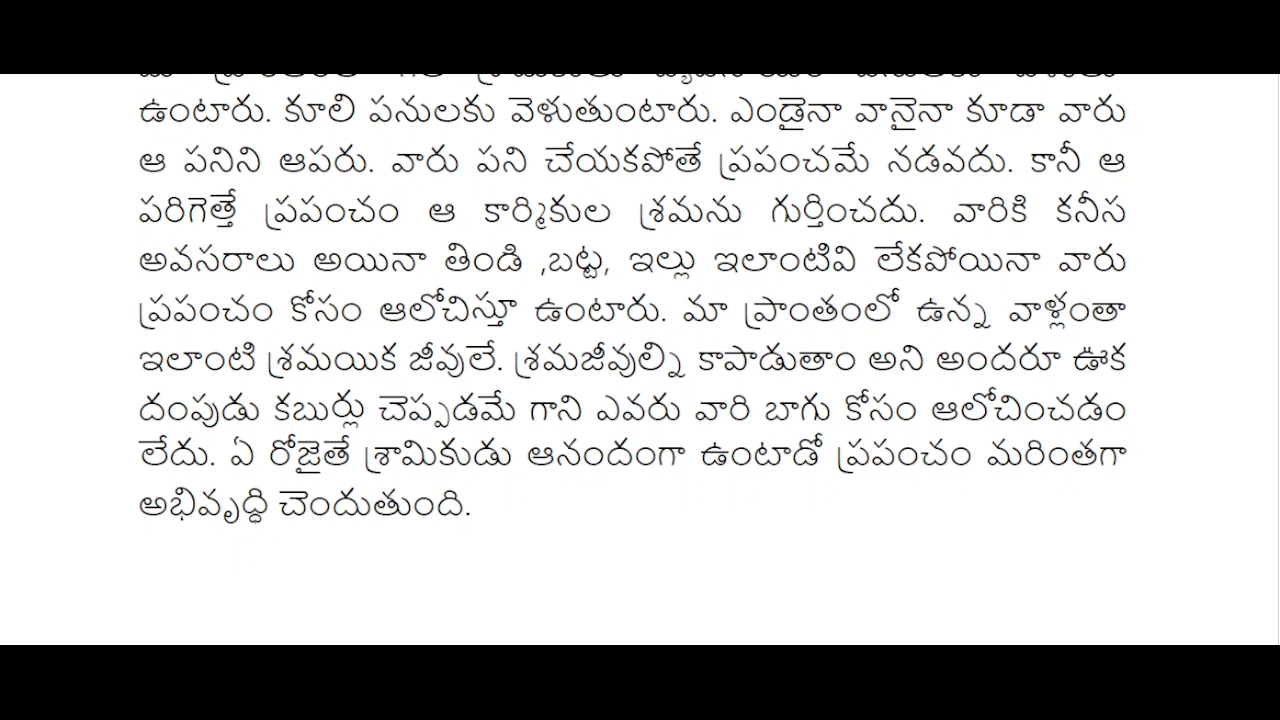 ఉంటారు. కూలి పనులకు వెళుతుంటారు. ఎండైనా వానైనా కూడా వారు
ఆ పనిని ఆపరు. వారు పని చేయకపోతే ప్రపంచమే నడవదు. కానీ ఆ
పరిగెత్తే ప్రపంచం ఆ కార్మికుల శ్రమను గుర్తించదు. వారికి కనీస
అవసరాలు అయినా తిండి ,బట్ట, ఇల్లు ఇలాంటివి లేకపోయినా వారు
ప్రపంచం కోసం ఆలోచిస్తూ ఉంటారు. మా ప్రాంతంలో ఉన్న వాళ్లంతా
ఇలాంటి శ్రమయిక జీవులే. శ్రమజీవుల్ని కాపాడుతాం అని అందరూ ఊక
దంపుడు కబుర్లు చెప్పడమే గాని ఎవరు వారి బాగు కోసం ఆలోచించడం
లేదు. ఏ రోజైతే శ్రామికుడు ఆనందంగా ఉంటాడో ప్రపంచం మరింతగా
అభివృద్ధి చెందుతుంది.